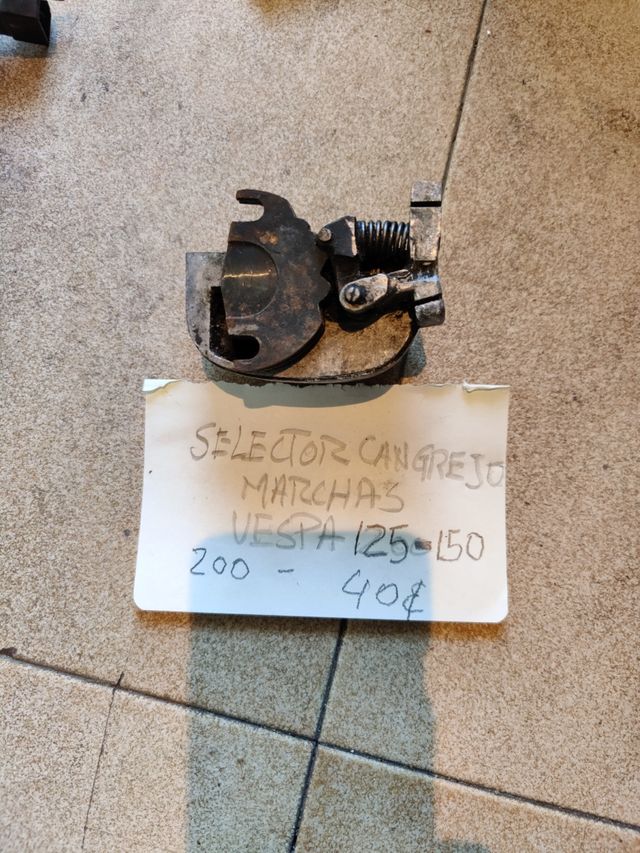 SELECTOR CANGREJO
MARCHAS
VESPA 125-150
200 - 40€